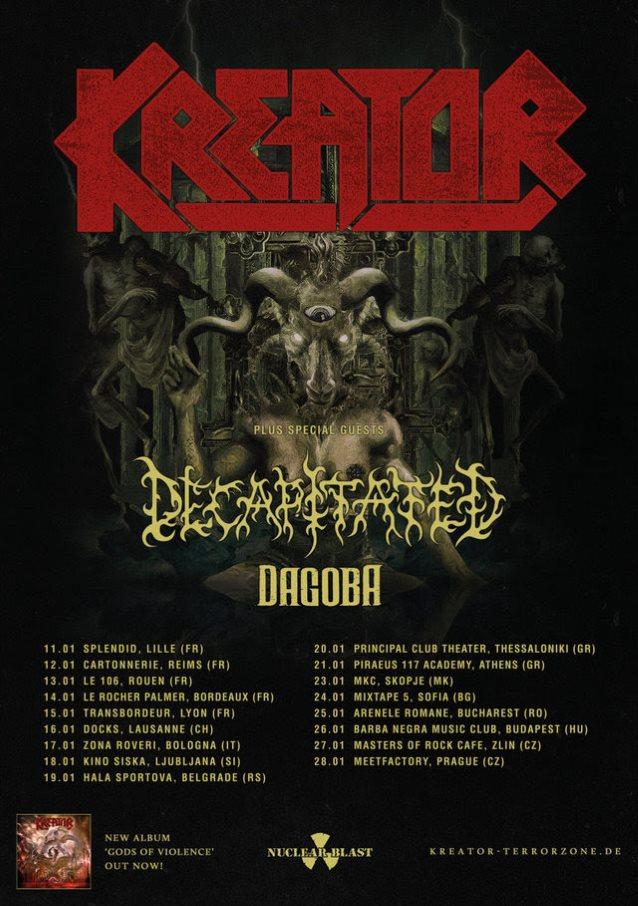 KREATOR
PLUS SPECIAL GUESTS
DECAPITATED
DAGOBA
11.01 SPLENDID, LILLE (FR)
12.01 CARTONNERIE, REIMS (FR)
13.01 LE 106, ROUEN (FR)
14.01 LE ROCHER PALMER, BORDEAUX (FR)
15.01 TRANSBORDEUR, LYON (FR)
16.01 DOCKS, LAUSANNE (CH)
17.01 ZONA ROVERI, BOLOGNA (IT)
18.01 KINO SISKA, LJUBLJANA (SI)
19.01 HALA SPORTOVA, BELGRADE (RS)
20.01 PRINCIPAL CLUB THEATER, THESSALONIKI (GR)
21.01 PIRAEUS 117 ACADEMY, ATHENS (GR)
23.01 MKC, SKOPJE (MK)
24.01 MIXTAPE 5, SOFIA (BG)
25.01 ARENELE ROMANE, BUCHAREST (RO)
26.01 BARBA NEGRA MUSIC CLUB, BUDAPEST (HU)
27.01 MASTERS OF ROCK CAFE, ZLIN (CZ)
28.01 MEETFACTORY, PRAGUE (CZ)
KREATOR
NEW ALBUM
'GODS OF VIOLENCE'
OUT NOW!
NUCLEAR BLAST
KREATOR-TERRORZONE.DE